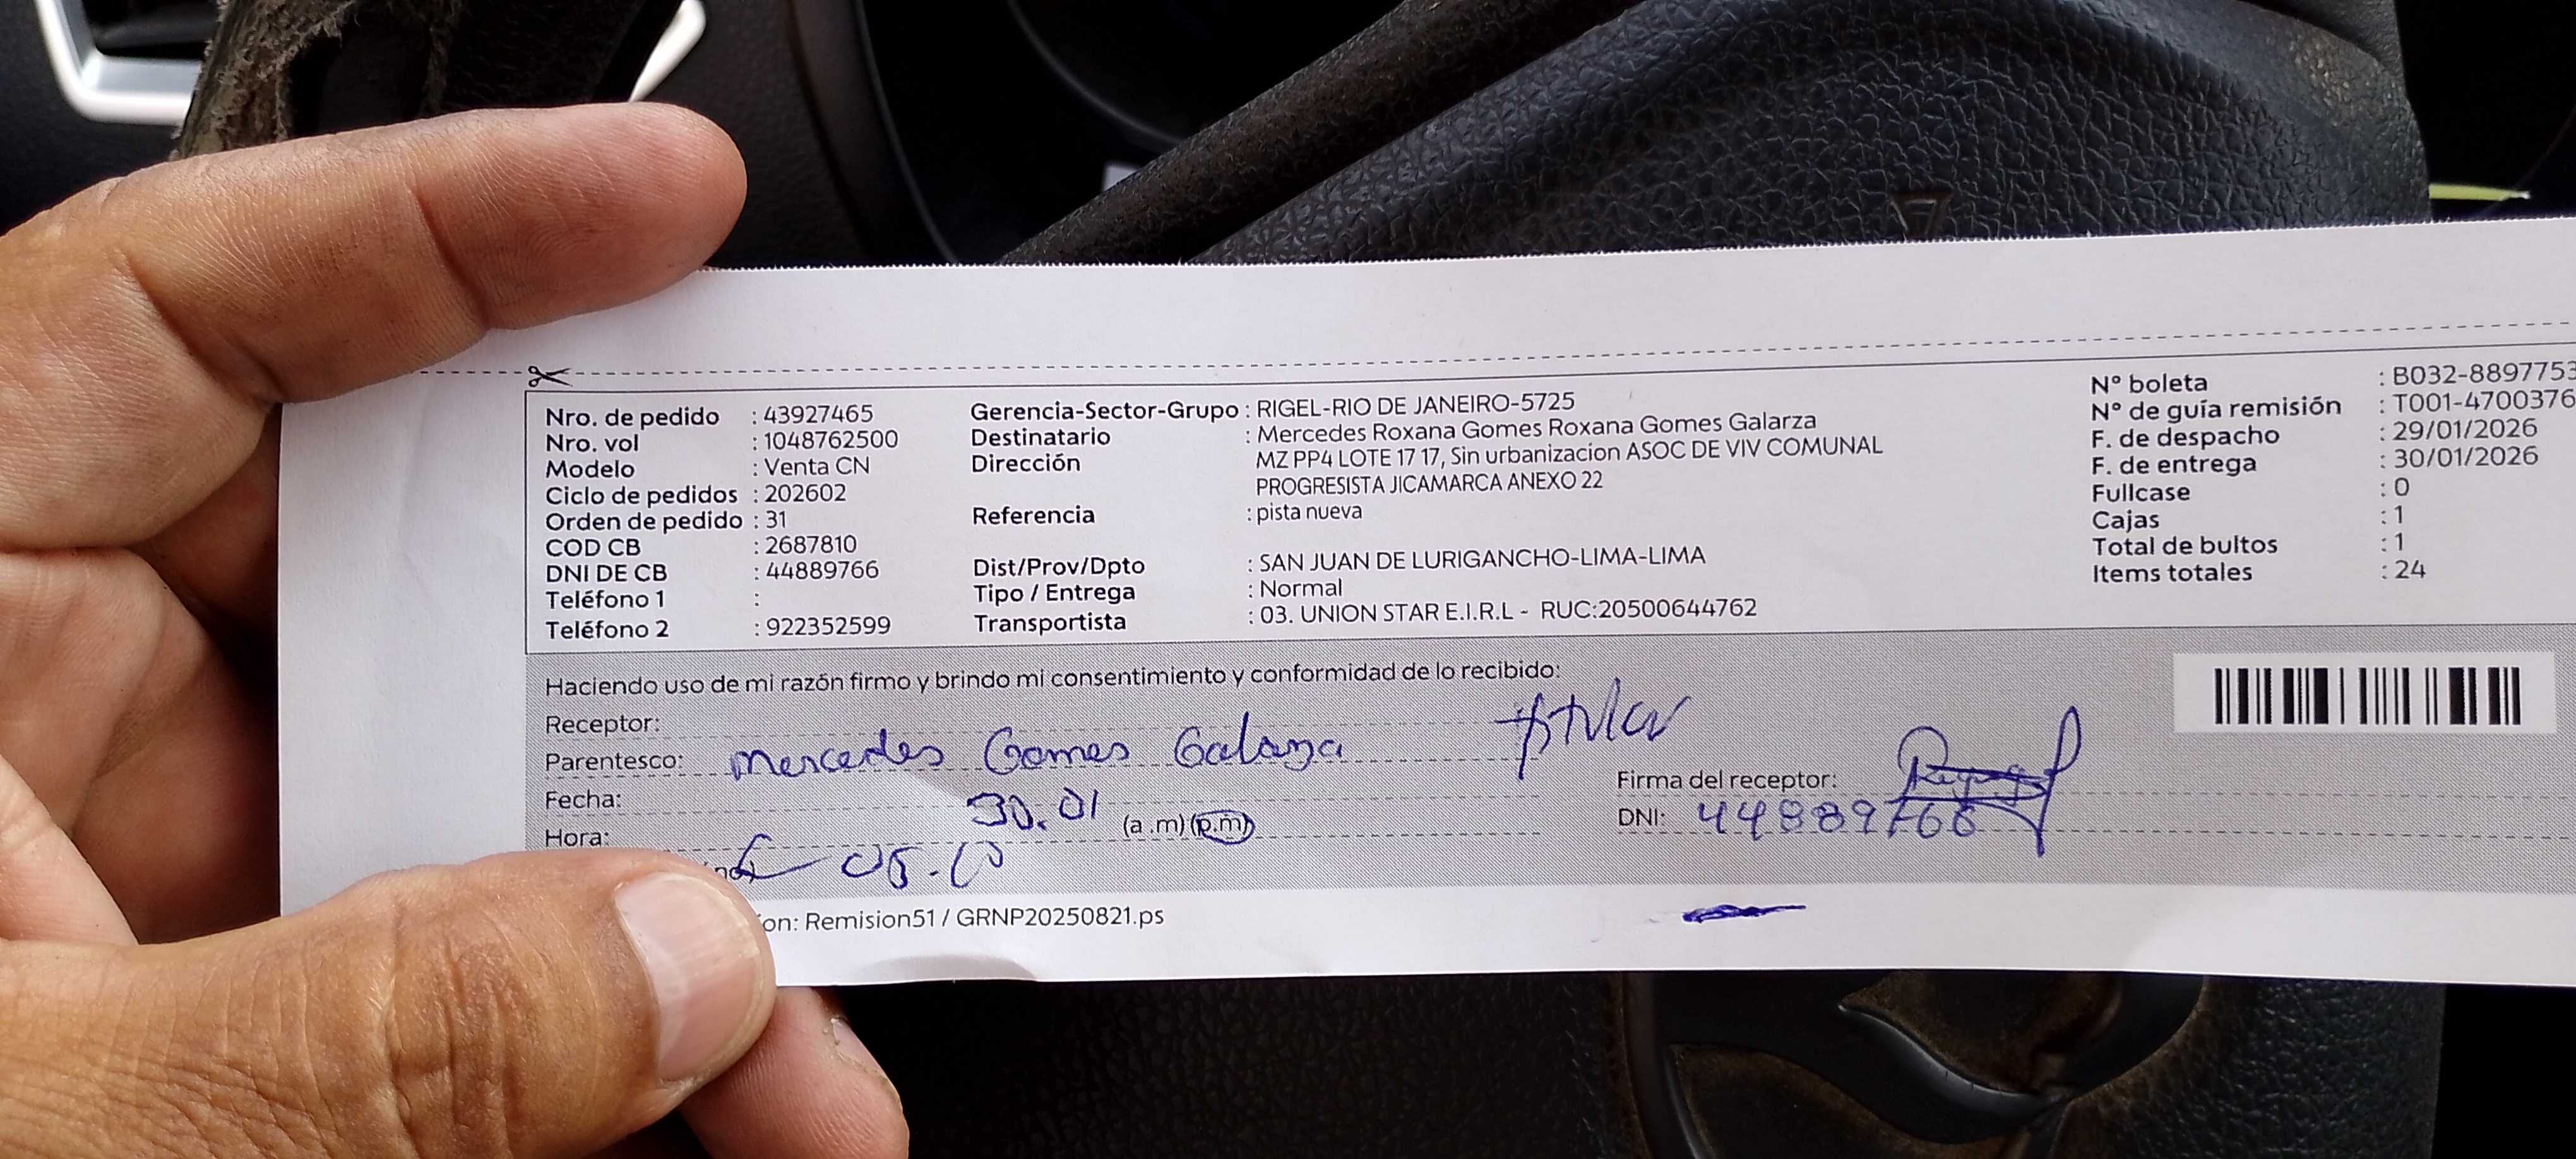 Nro. de pedido : 43927465
Nro. vol : 1048762500
Modelo : Venta CN
Ciclo de pedidos : 202602
Orden de pedido : 31
COD CB : 2687810
DNI DE CB : 44889766
Teléfono 1 :
Teléfono 2 : 922352599
Gerencia-Sector-Grupo : RIGEL-RIO DE JANEIRO-5725
Destinatario : Mercedes Roxana Gomes Roxana Gomes Galarza
Dirección MZ PP4 LOTE 17 17, Sin urbanizacion ASOC DE VIV COMUNAL
PROGRESISTA JICAMARCA ANEXO 22
Referencia : pista nueva
Dist/Prov/Dpto : SAN JUAN DE LURIGANCHO-LIMA-LIMA
Tipo / Entrega : Normal
Transportista : 03. UNION STAR E.I.R.L - RUC:20500644762
N° boleta : B032-8897753
N° de guía remisión : T001-4700376
F. de despacho : 29/01/2026
F. de entrega : 30/01/2026
Fullcase : 0
Cajas : 1
Total de bultos : 1
Items totales : 24
Haciendo uso de mi razón firmo y brindo mi consentimiento y conformidad de lo recibido:
Receptor: titular
Parentesco: Mercedes Gomes Galarza
Fecha: 30.01
Hora: (a .m) (p.m)
Firma del receptor:
DNI: 44889766
on: Remision51 / GRNP20250821.ps